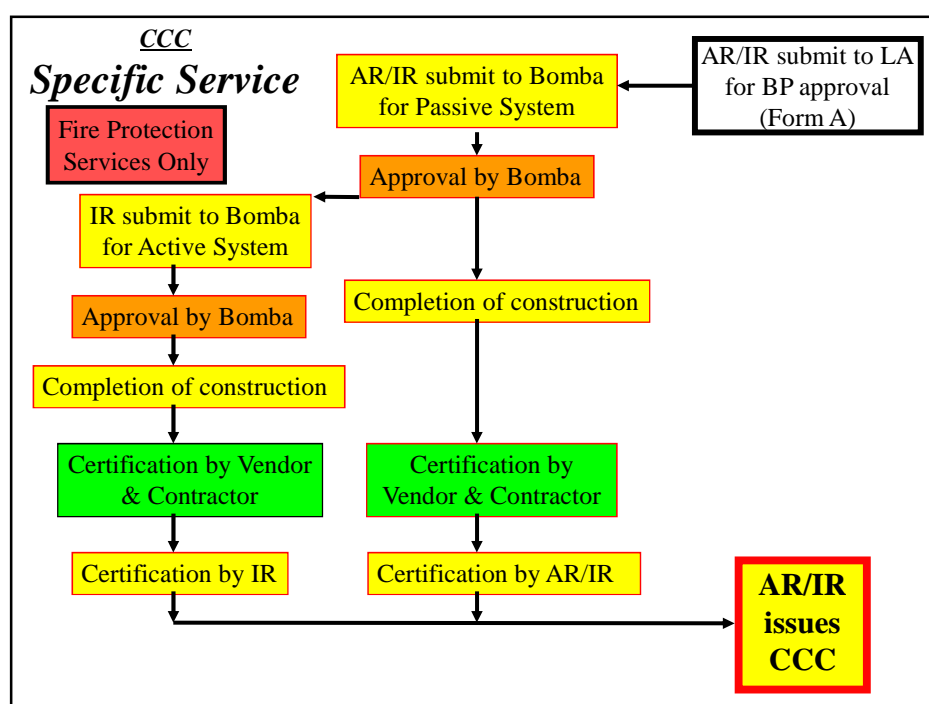 CCC
Specific Service
Fire Protection
Services Only
AR/IR submit to Bomba
for Passive System
AR/IR submit to LA
for BP approval
(Form A)
Approval by Bomba
IR submit to Bomba
for Active System
Approval by Bomba
Completion of construction
Completion of construction
Certification by Vendor
& Contractor
Certification by
Vendor & Contractor
Certification by IR
Certification by AR/IR
AR/IR
issues
CCC